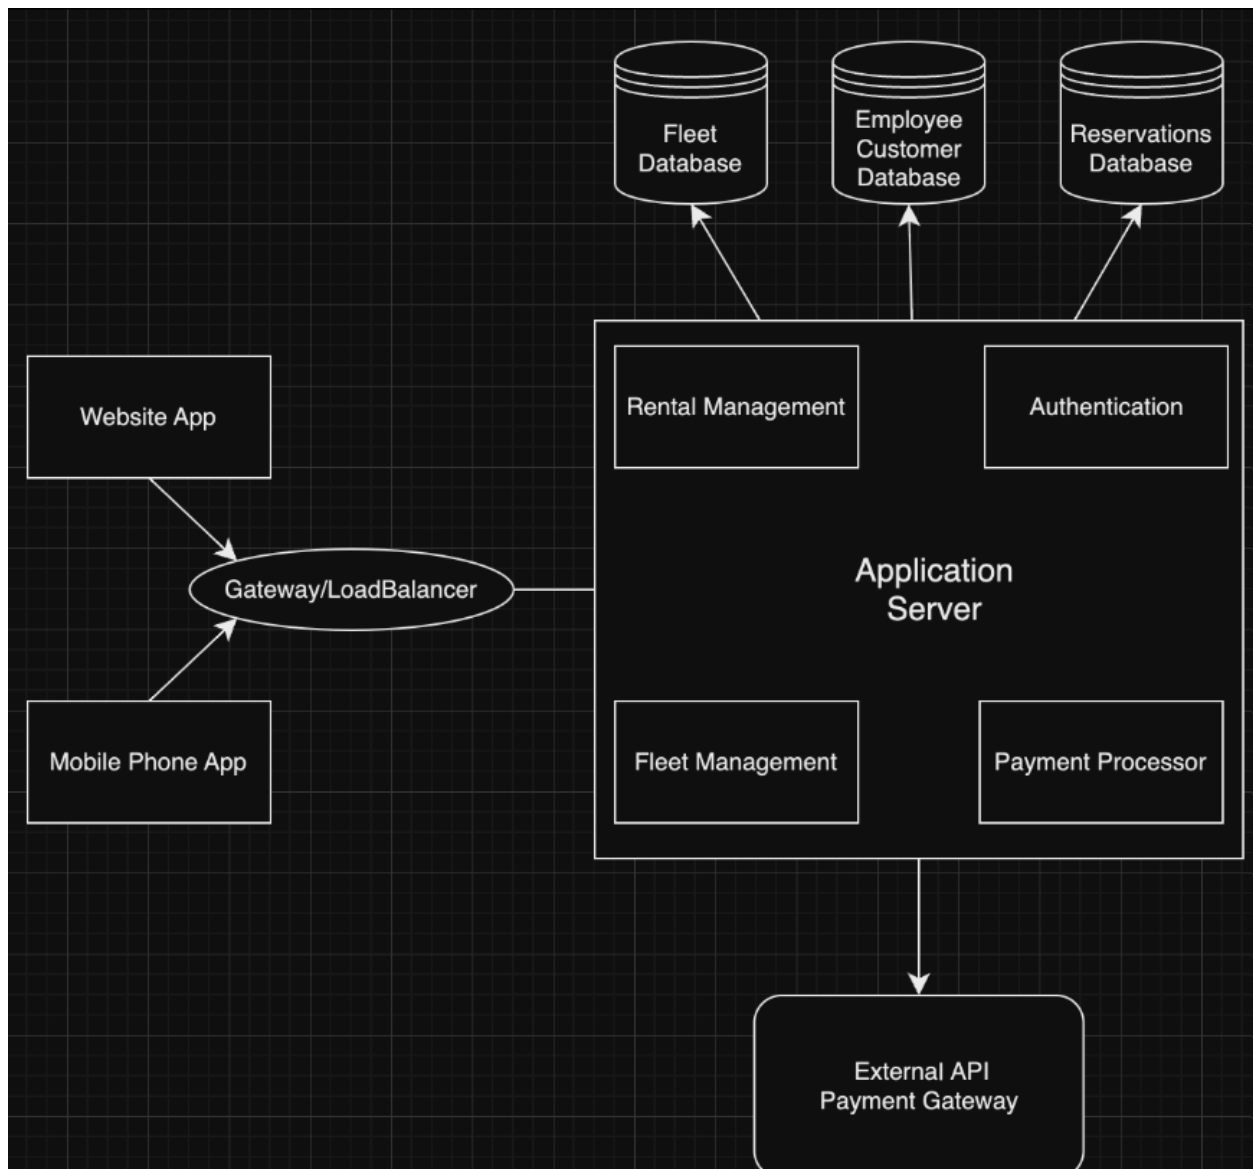 Fleet
Database
Employee
Customer
Database
Reservations
Database
Website App
Rental Management
Authentication
Gateway/LoadBalancer
Application
Server
Mobile Phone App
Fleet Management
Payment Processor
External API
Payment Gateway